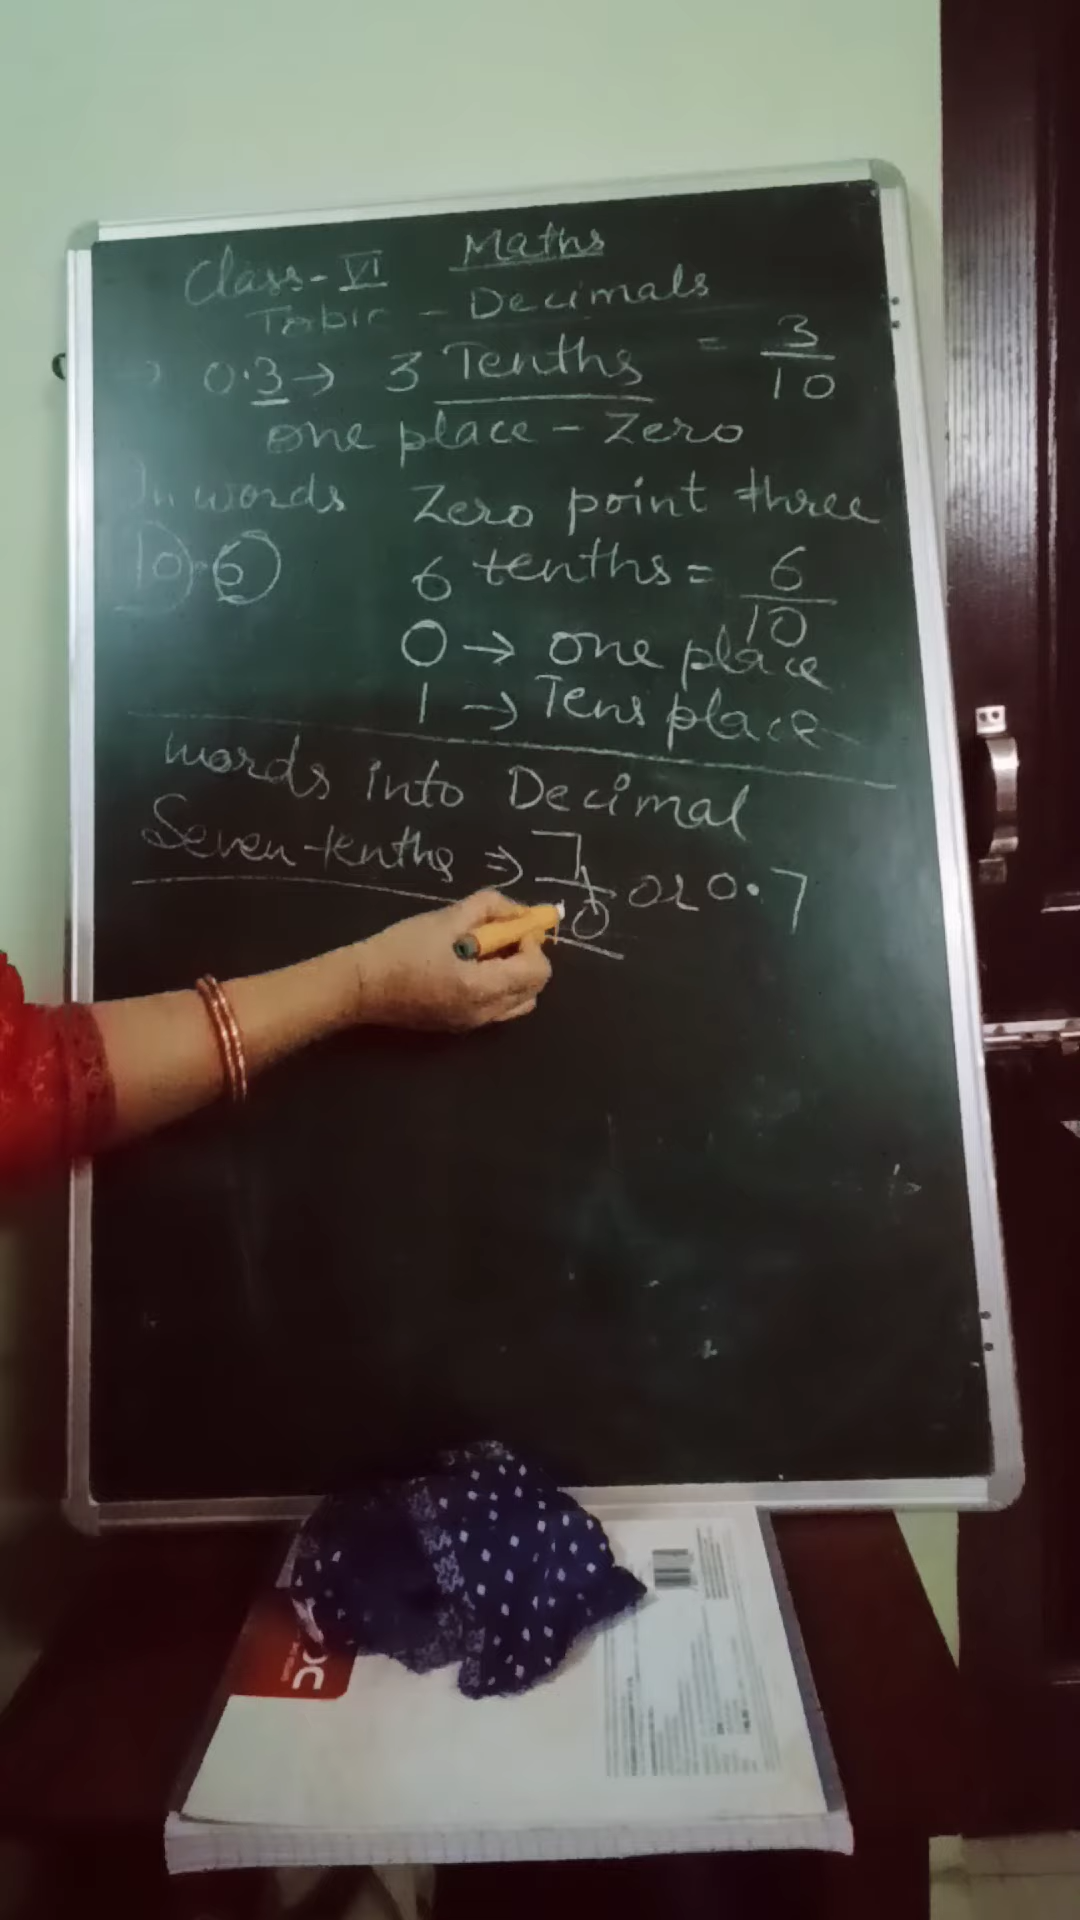 Maths
Class-VI
Topic - Decimals
0.3 → 3 Tenths = 3/10
one place - Zero
In words Zero point three
10.6 6 tenths = 6/10
0 → one place
1 → Tens place
words into Decimal
Seven-tenths ⇒ 7/10 or 0.7